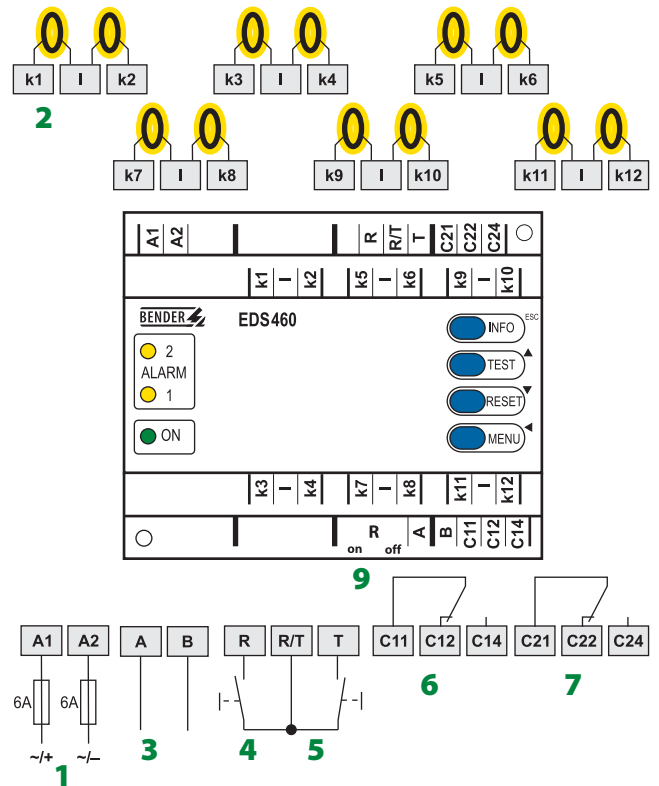 k1 l k2 k3 l k4 k5 l k6
2
k7 l k8 k9 l k10 k11 l k12
A1 A2 R R/T T C21 C22 C24
k1 l k2 k5 l k6 k9 l k10
BENDER EDS460
INFO ESC
2 TEST
ALARM
1 RESET
ON MENU
k3 l k4 k7 l k8 k11 l k12
R A B C11 C12 C14
on off
9
A1 A2 A B R R/T T C11 C12 C14 C21 C22 C24
6A 6A
6 7
~/+ ~/–
1 3 4 5